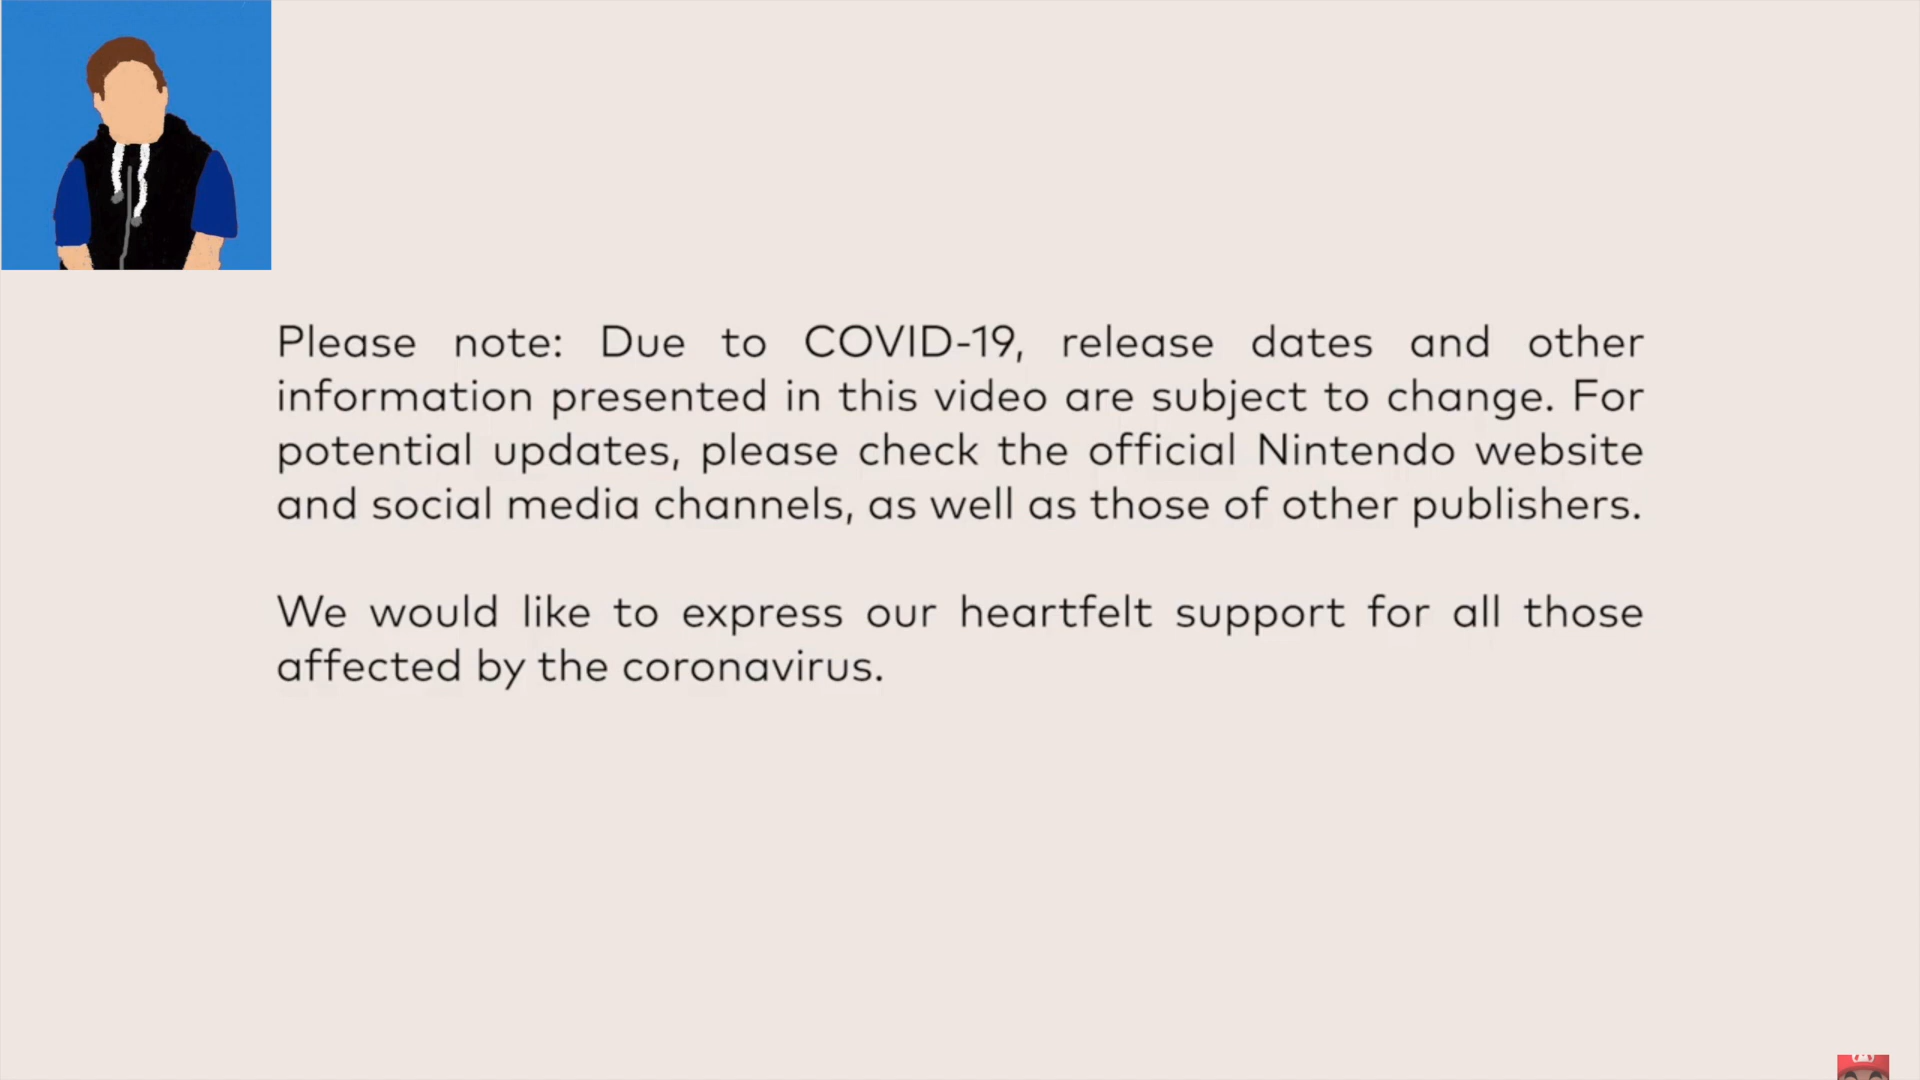 Please note: Due to COVID-19, release dates and other
information presented in this video are subject to change. For
potential updates, please check the official Nintendo website
and social media channels, as well as those of other publishers.
We would like to express our heartfelt support for all those
affected by the coronavirus.